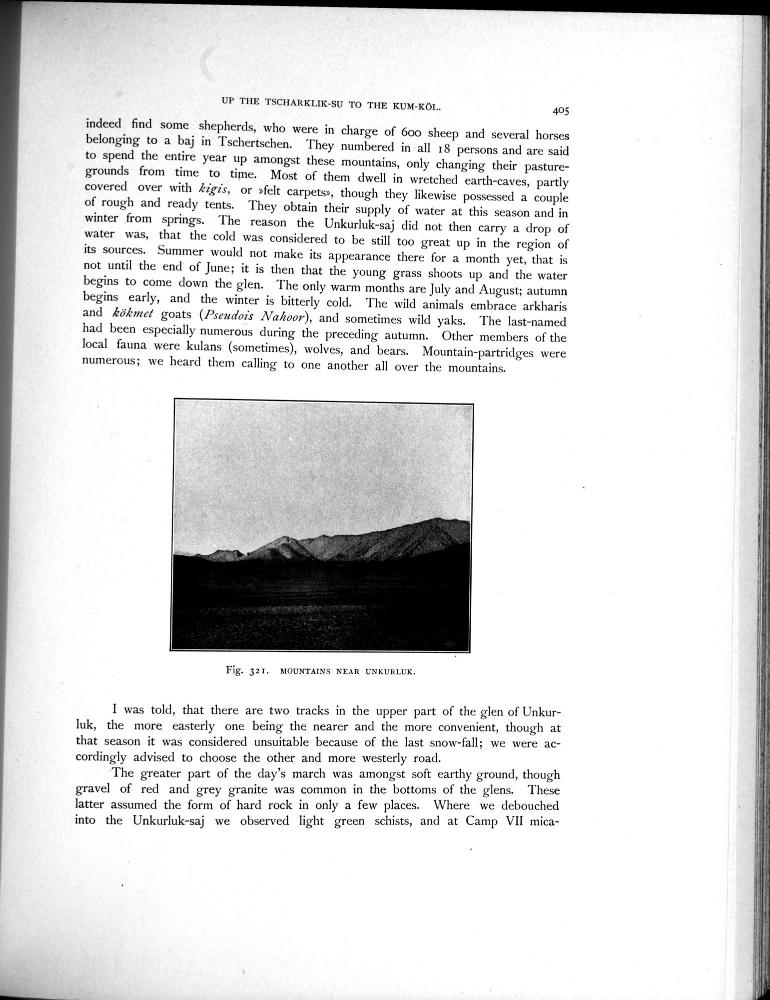 UP THE TSCHARKLIK-SU TO THE KUM-KÖL.
405
indeed find some shepherds, who were in charge of 600 sheep and several horses
belonging to a baj in Tschertschen. They numbered in all 18 persons and are said
to spend the entire year up amongst these mountains, only changing their pasture-
grounds from time to time. Most of them dwell in wretched earth-caves, partly
covered over with kigis, or »felt carpets», though they likewise possessed a couple
of rough and ready tents. They obtain their supply of water at this season and in
winter from springs. The reason the Unkurluk-saj did not then carry a drop of
water was, that the cold was considered to be still too great up in the region of
its sources. Summer would not make its appearance there for a month yet, that is
not until the end of June; it is then that the young grass shoots up and the water
begins to come down the glen. The only warm months are July and August; autumn
begins early, and the winter is bitterly cold. The wild animals embrace arkharis
and kökmet goats (Pseudois Nahoor), and sometimes wild yaks. The last-named
had been especially numerous during the preceding autumn. Other members of the
local fauna were kulans (sometimes), wolves, and bears. Mountain-partridges were
numerous; we heard them calling to one another all over the mountains.
Fig. 321. MOUNTAINS NEAR UNKURLUK.
I was told, that there are two tracks in the upper part of the glen of Unkur-
luk, the more easterly one being the nearer and the more convenient, though at
that season it was considered unsuitable because of the last snow-fall; we were ac-
cordingly advised to choose the other and more westerly road.
The greater part of the day's march was amongst soft earthy ground, though
gravel of red and grey granite was common in the bottoms of the glens. These
latter assumed the form of hard rock in only a few places. Where we debouched
into the Unkurluk-saj we observed light green schists, and at Camp VII mica-